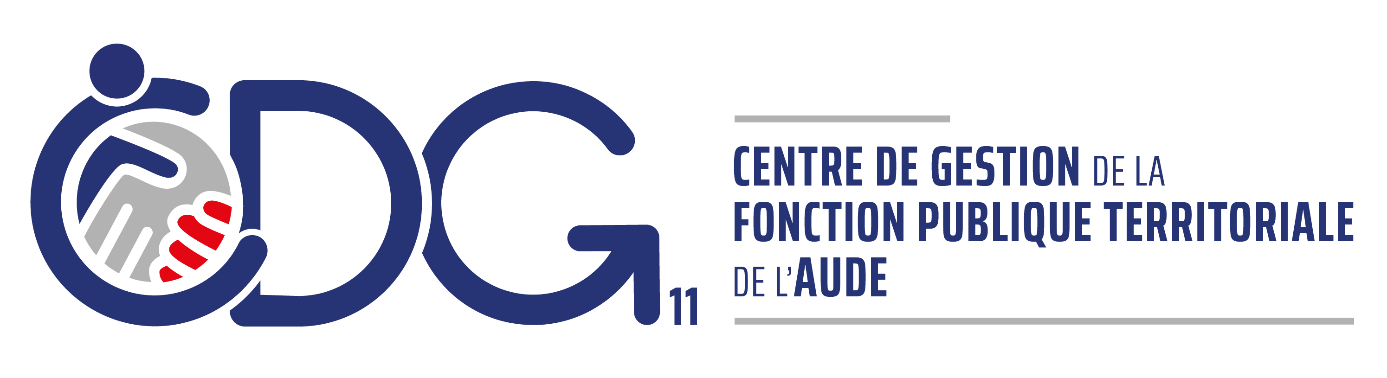 CDG 11
CENTRE DE GESTION DE LA
FONCTION PUBLIQUE TERRITORIALE
DE L'AUDE